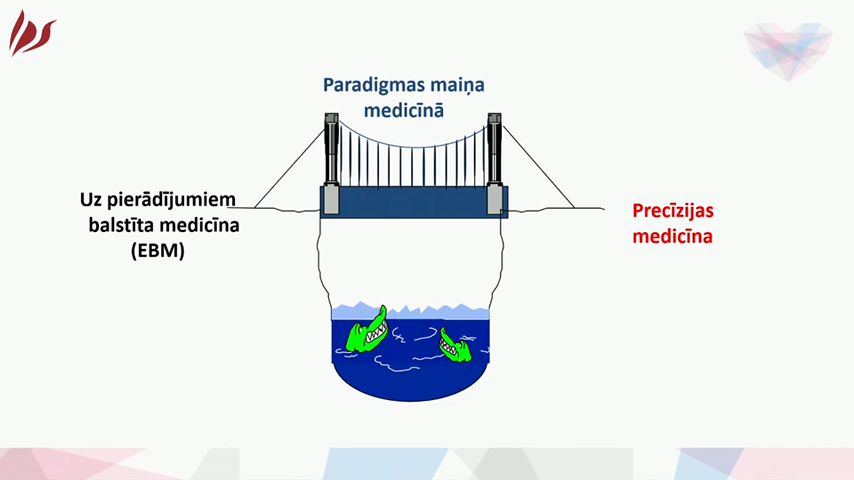 Paradigmas maiņa
medicīnā
Uz pierādījumiem
balstīta medicīna
(EBM)
Precīzijas
medicīna